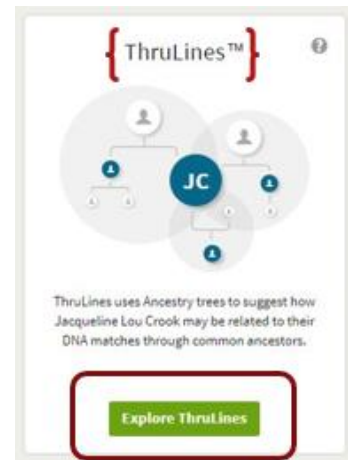 {ThruLines™}
?
JC
ThruLines uses Ancestry trees to suggest how
Jacqueline Lou Crook may be related to their
DNA matches through common ancestors.
Explore ThruLines